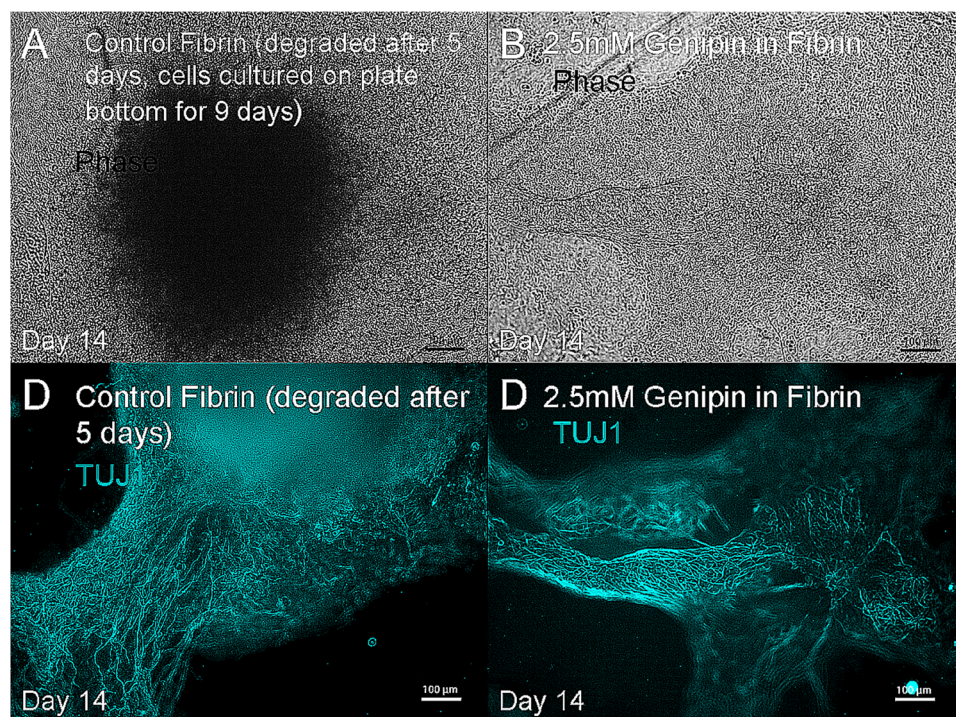 A Control Fibrin (degraded after 5
days, cells cultured on plate
bottom for 9 days)
Phase
Day 14
B 2.5mM Genipin in Fibrin
Phase
Day 14
100 µm
D Control Fibrin (degraded after
5 days)
TUJ1
Day 14
100 µm
D 2.5mM Genipin in Fibrin
TUJ1
Day 14
100 µm